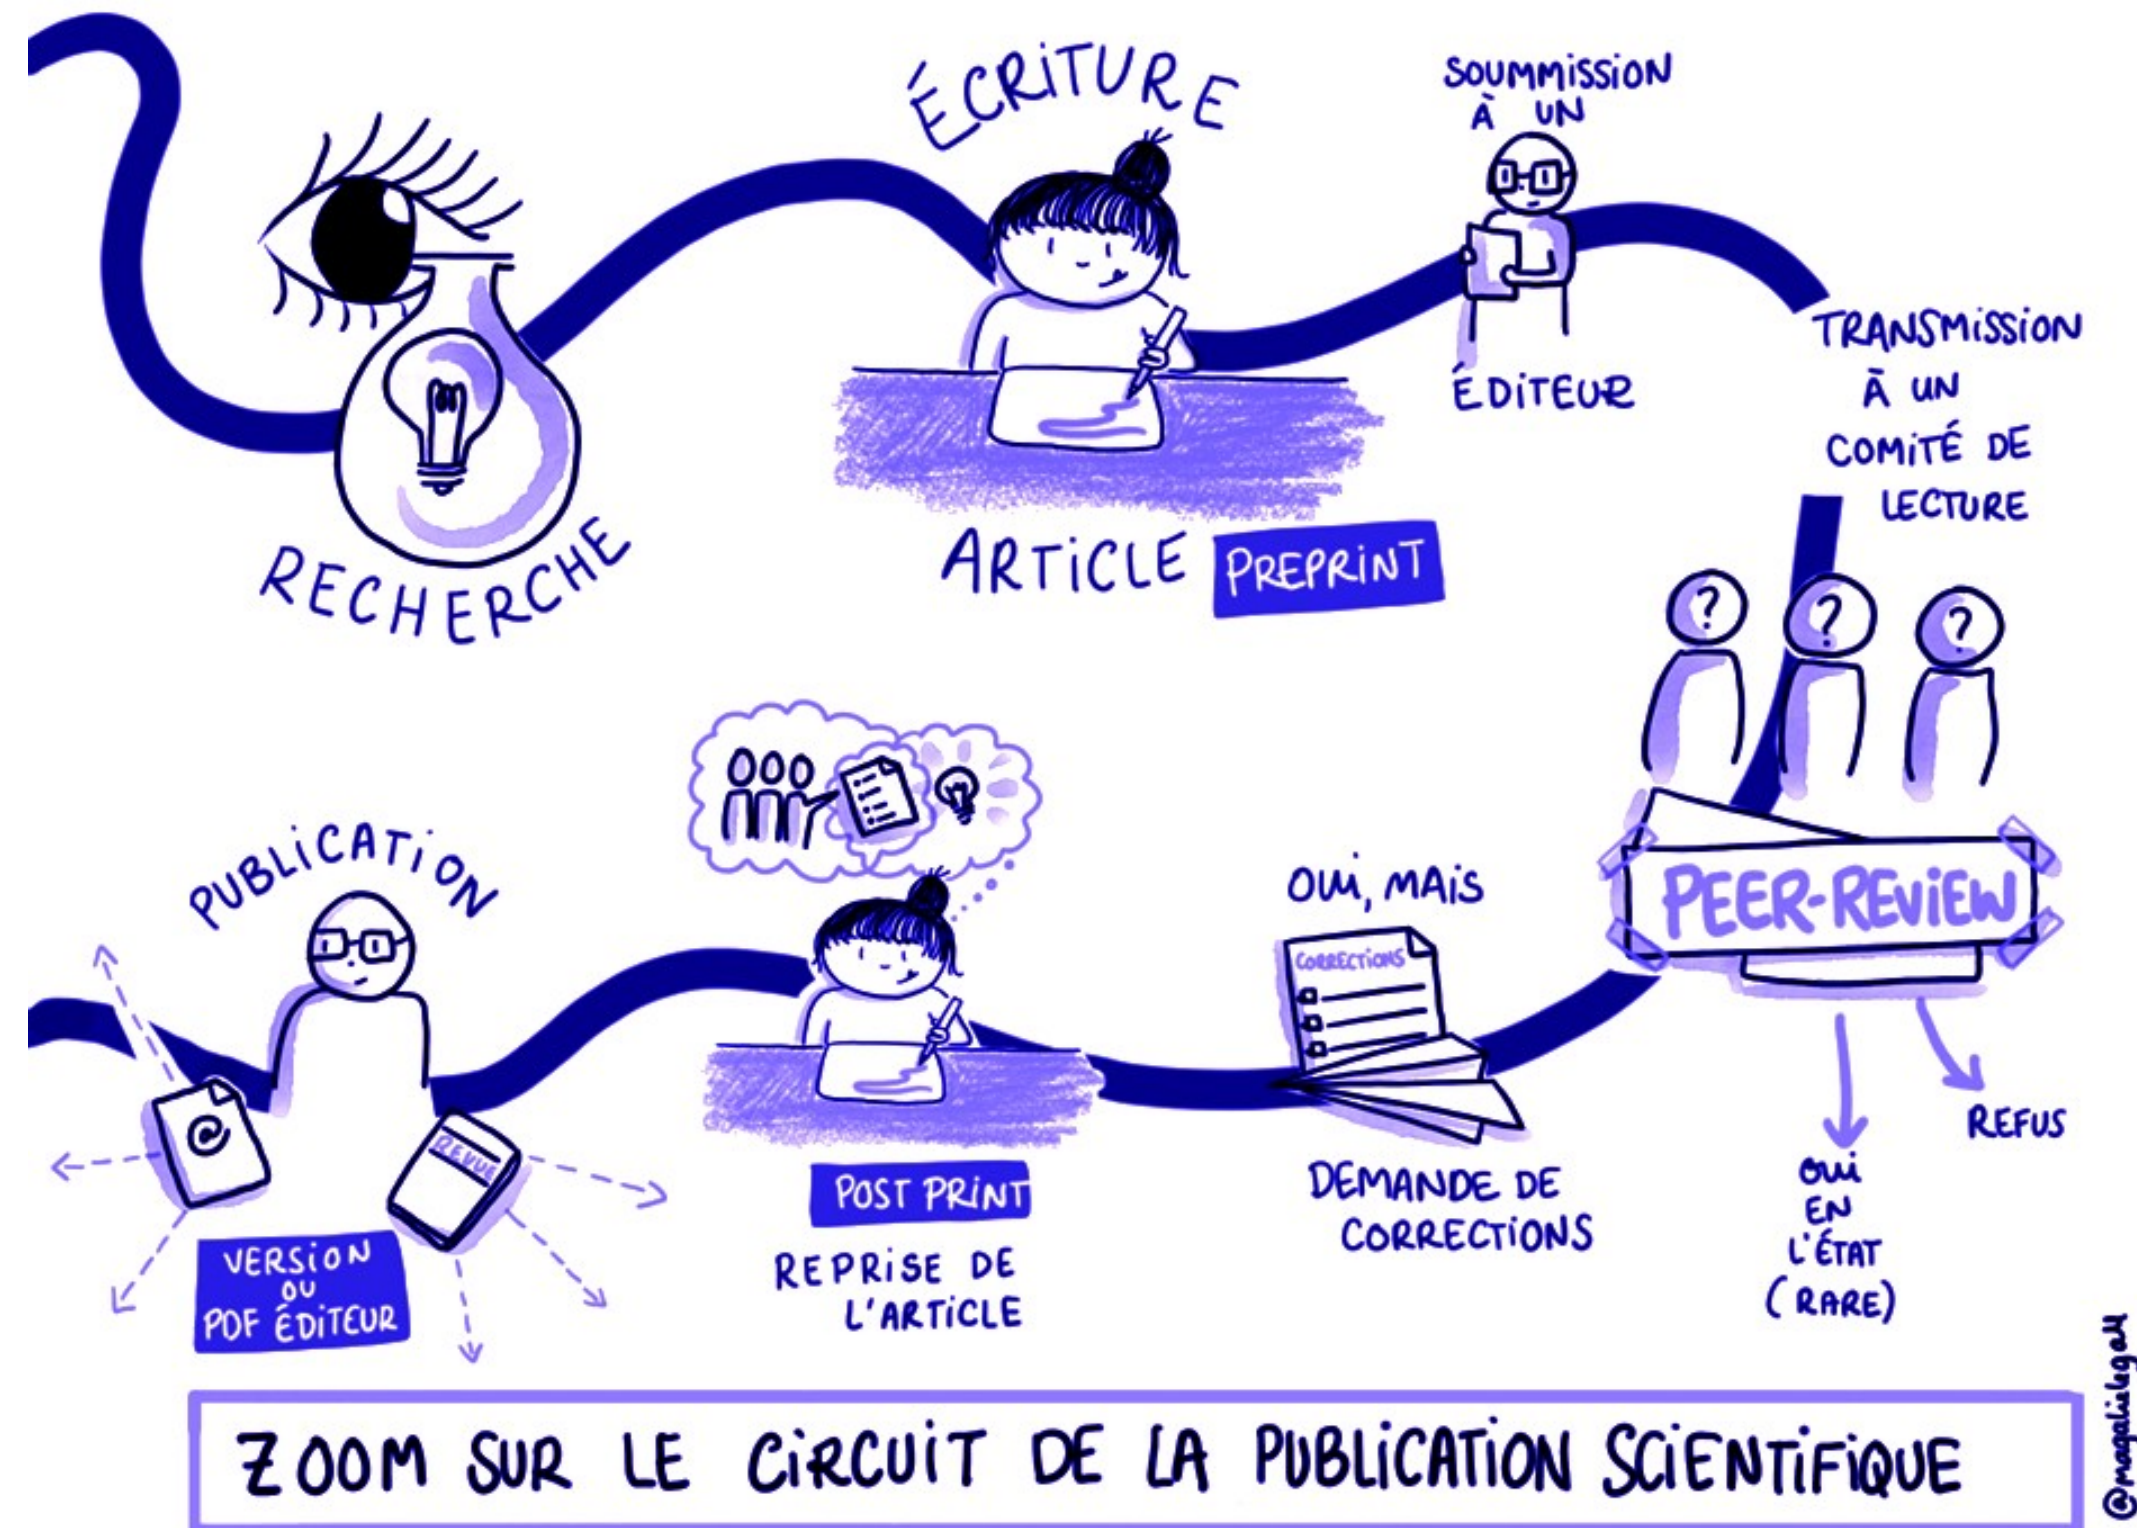 ÉCRITURE
SOUMMISSION
À UN
ÉDITEUR
TRANSMISSION
À UN
COMITÉ DE
LECTURE
RECHERCHE
ARTICLE PREPRINT
? ? ?
PEER-REVIEW
REFUS
OUI
EN
L'ÉTAT
(RARE)
OUI, MAIS
CORRECTIONS
DEMANDE DE
CORRECTIONS
POST PRINT
REPRISE DE
L'ARTICLE
PUBLICATION
@
REVUE
VERSION
OU
PDF ÉDITEUR
ZOOM SUR LE CIRCUIT DE LA PUBLICATION SCIENTIFIQUE
@magalielegall